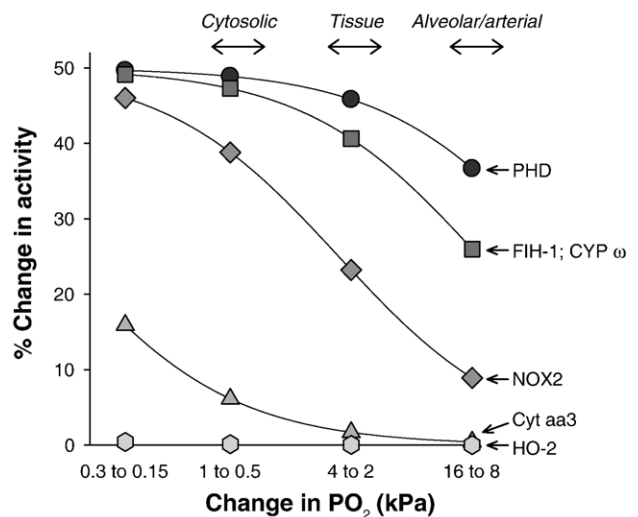 Cytosolic Tissue Alveolar/arterial
50
40
30
20
10
0
% Change in activity
PHD
FIH-1; CYP ω
NOX2
Cyt aa3
HO-2
0.3 to 0.15 1 to 0.5 4 to 2 16 to 8
Change in PO₂ (kPa)